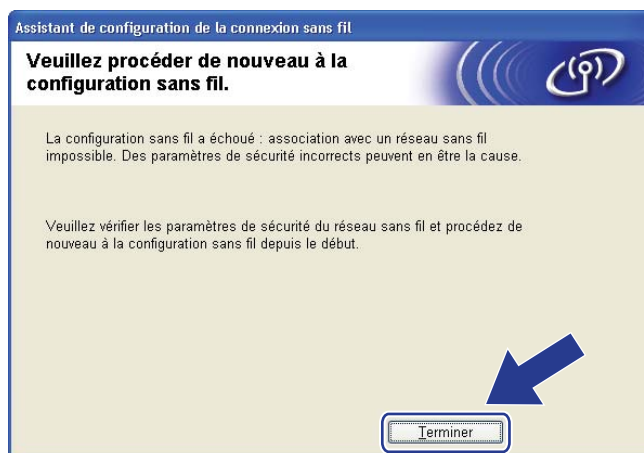 Assistant de configuration de la connexion sans fil
Veuillez procéder de nouveau à la
configuration sans fil.
La configuration sans fil a échoué : association avec un réseau sans fil
impossible. Des paramètres de sécurité incorrects peuvent en être la cause.
Veuillez vérifier les paramètres de sécurité du réseau sans fil et procédez de
nouveau à la configuration sans fil depuis le début.
Terminer